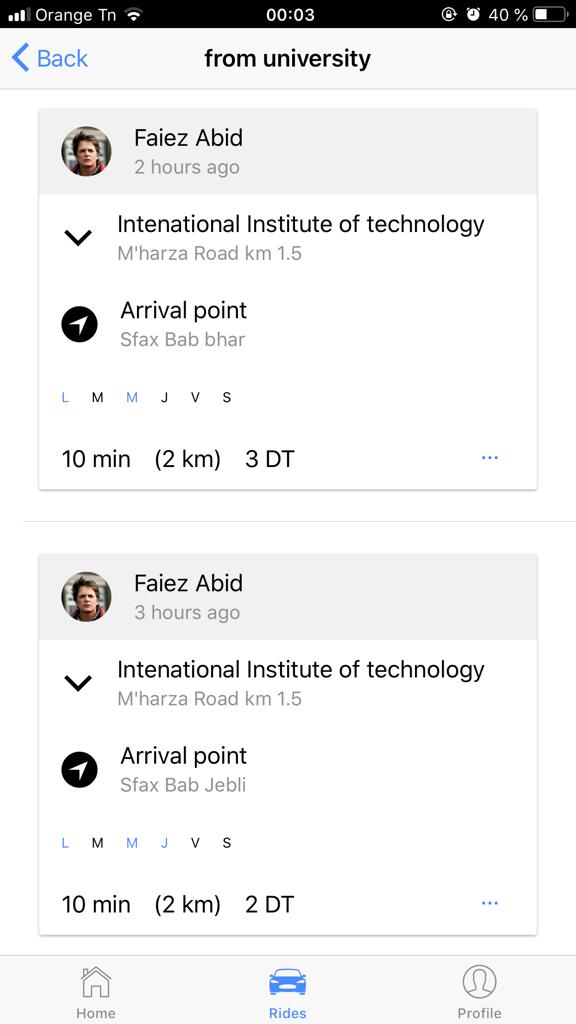 Orange Tn 00:03 40 %
Back from university
Faiez Abid
2 hours ago
Intenational Institute of technology
M'harza Road km 1.5
Arrival point
Sfax Bab bhar
L M M J V S
10 min (2 km) 3 DT ...
Faiez Abid
3 hours ago
Intenational Institute of technology
M'harza Road km 1.5
Arrival point
Sfax Bab Jebli
L M M J V S
10 min (2 km) 2 DT ...
Home Rides Profile